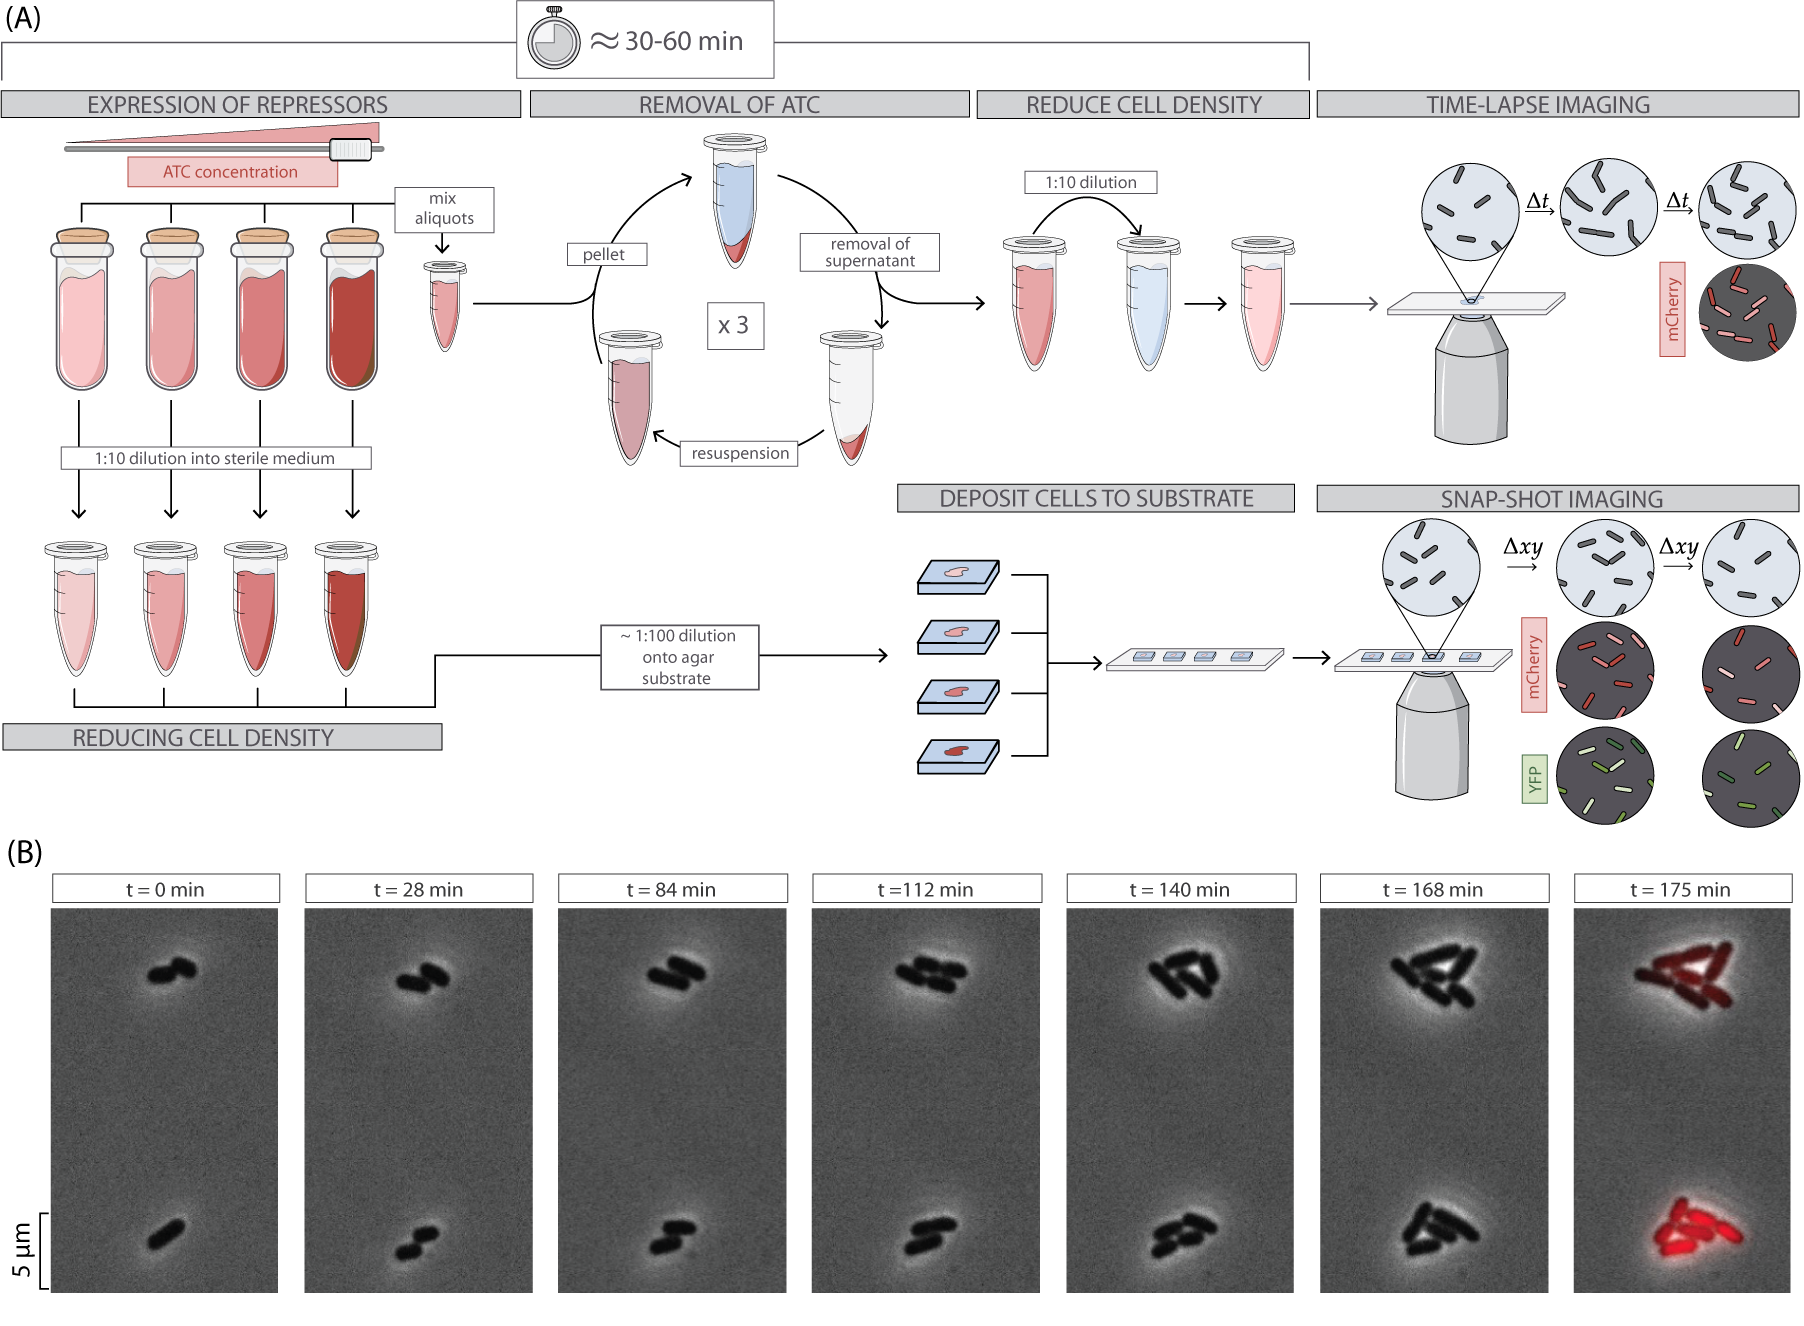 (A)
≈ 30-60 min
EXPRESSION OF REPRESSORS
REMOVAL OF ATC
REDUCE CELL DENSITY
TIME-LAPSE IMAGING
ATC concentration
mix
aliquots
pellet
removal of
supernatant
x 3
resuspension
1:10 dilution
Δt
Δt
mCherry
1:10 dilution into sterile medium
DEPOSIT CELLS TO SUBSTRATE
SNAP-SHOT IMAGING
~ 1:100 dilution
onto agar
substrate
Δxy
Δxy
mCherry
YFP
REDUCING CELL DENSITY
(B)
t = 0 min
t = 28 min
t = 84 min
t =112 min
t = 140 min
t = 168 min
t = 175 min
5 μm